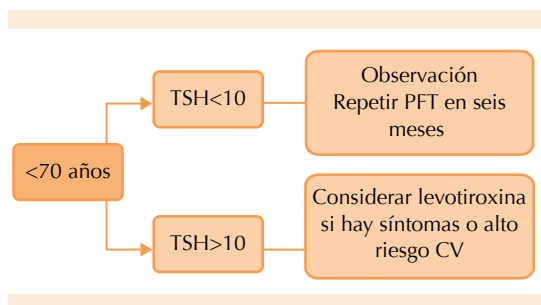 <70 años
TSH<10
Observación
Repetir PFT en seis
meses
TSH>10
Considerar levotiroxina
si hay síntomas o alto
riesgo CV